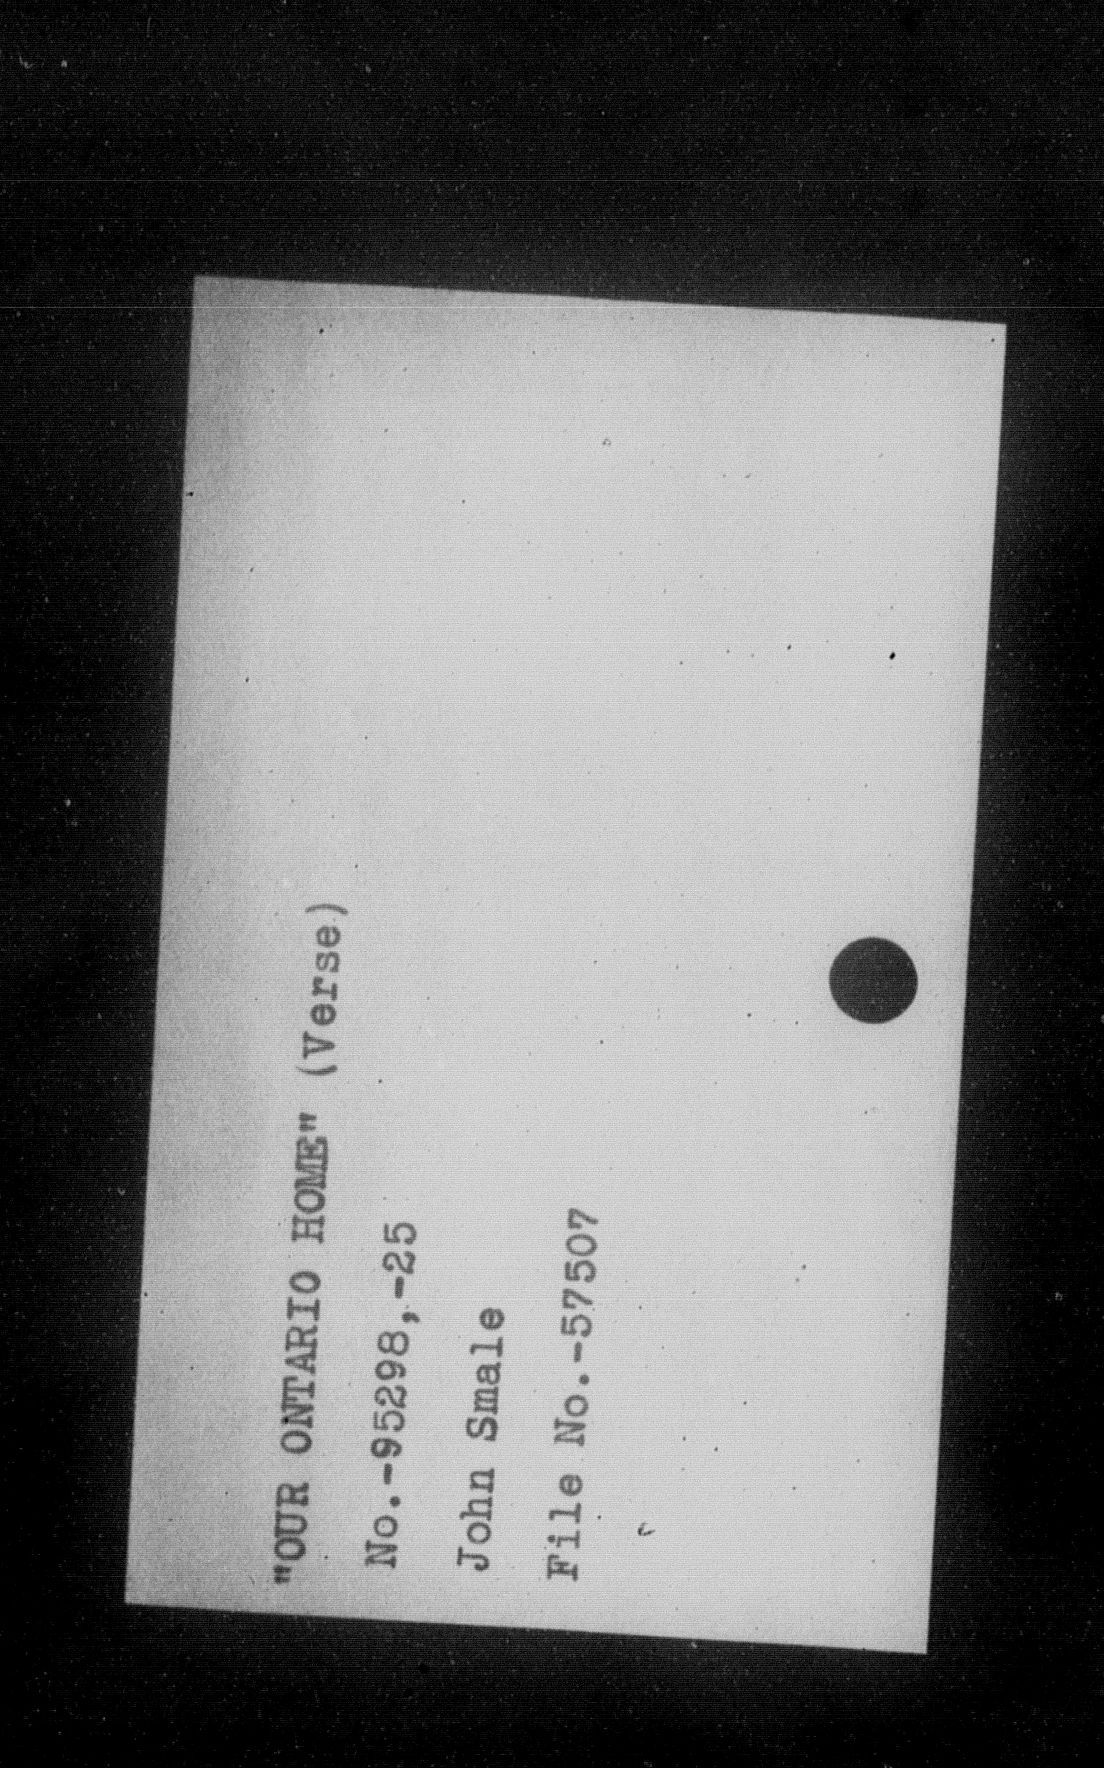 "OUR ONTARIO HOME" (Verse)
No.-95298,-25
John Smale
File No.-57507